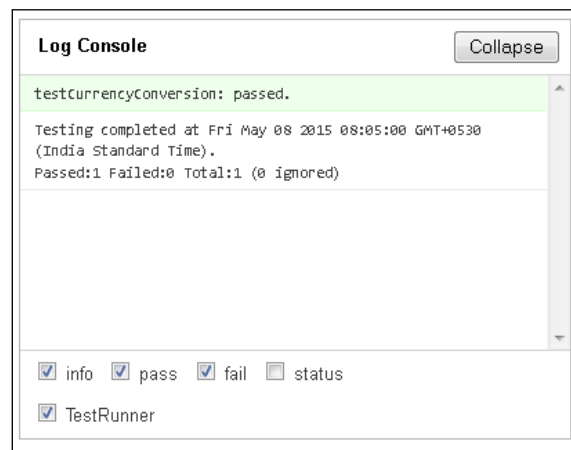 Log Console
Collapse
testCurrencyConversion: passed.
Testing completed at Fri May 08 2015 08:05:00 GMT+0530
(India Standard Time).
Passed:1 Failed:0 Total:1 (0 ignored)
info pass fail status
TestRunner